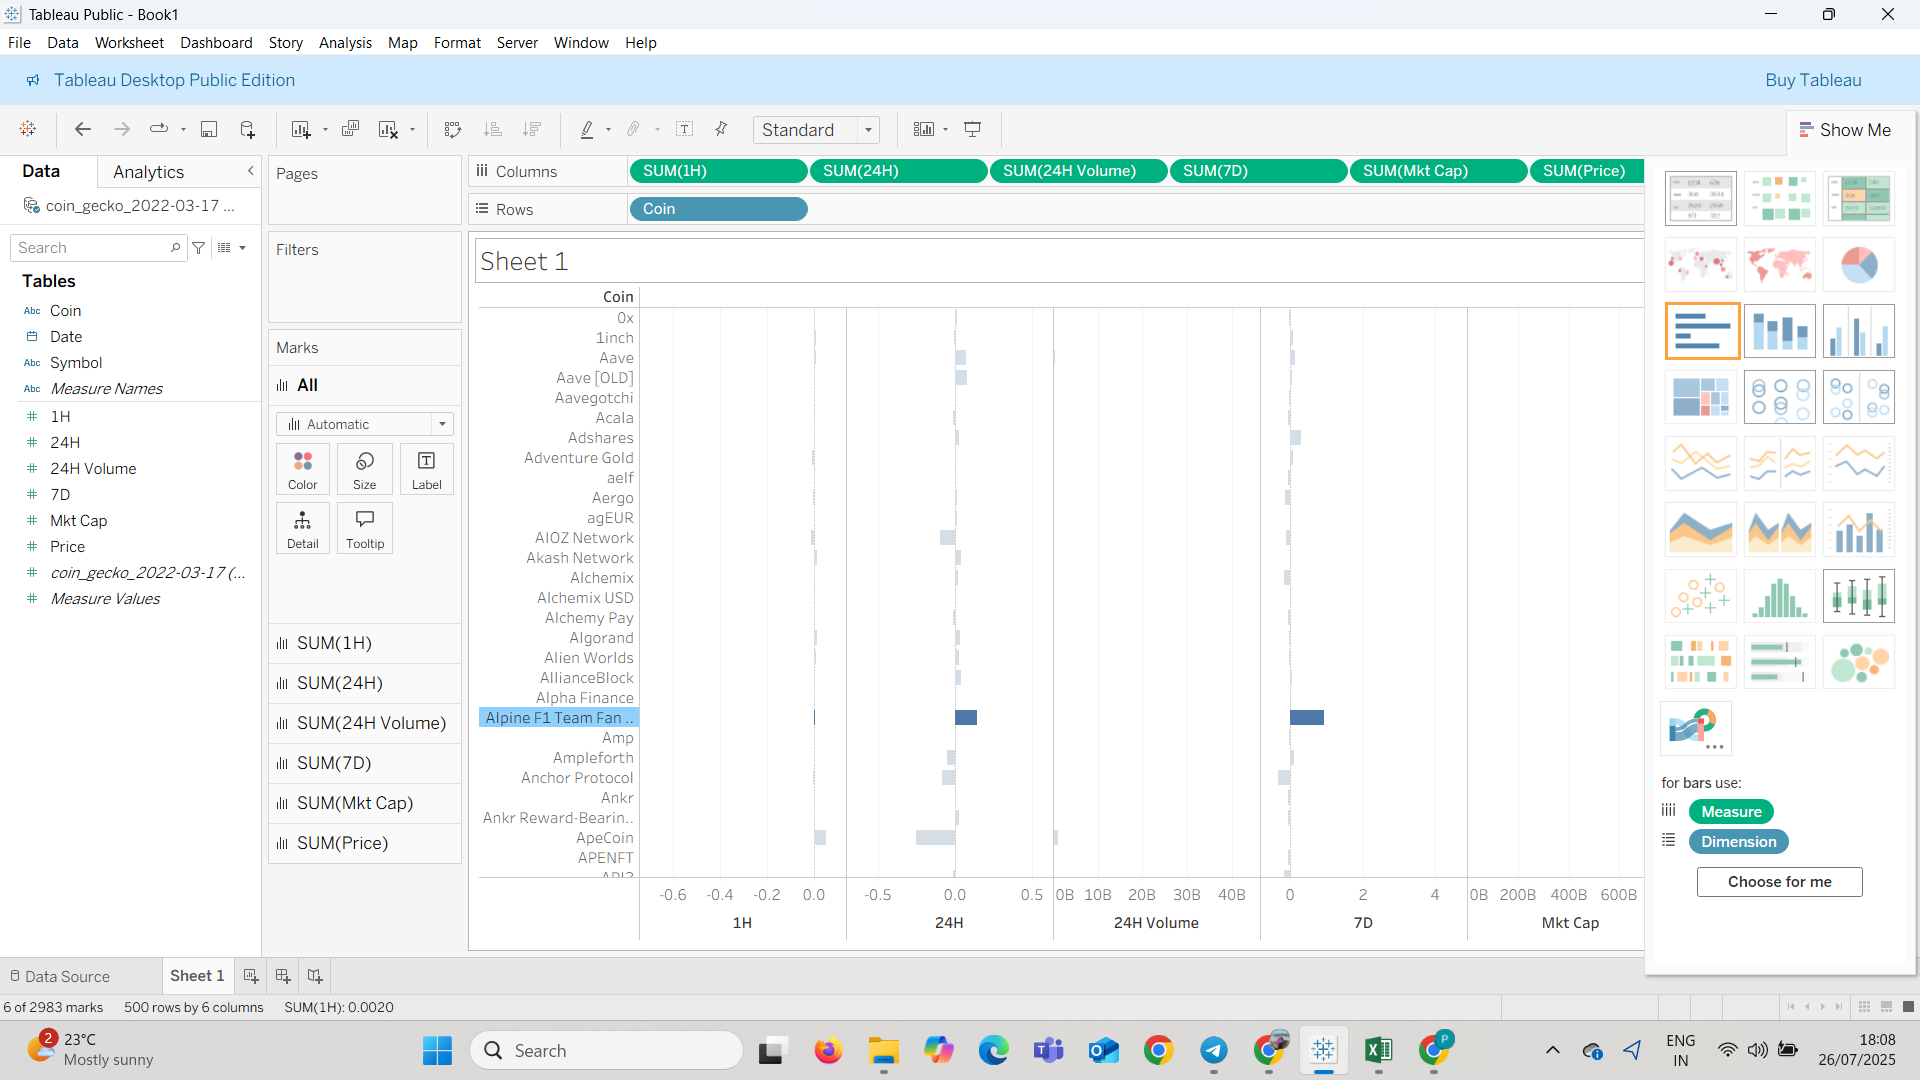 Tableau Public - Book1
File Data Worksheet Dashboard Story Analysis Map Format Server Window Help
Tableau Desktop Public Edition
Buy Tableau
Standard
Show Me
Data
Analytics
coin_gecko_2022-03-17 ...
Search
Tables
Abc Coin
Date
Abc Symbol
Abc Measure Names
1H
24H
24H Volume
7D
Mkt Cap
Price
coin_gecko_2022-03-17 (...
Measure Values
Pages
Filters
Marks
All
Automatic
Color
Size
Label
Detail
Tooltip
SUM(1H)
SUM(24H)
SUM(24H Volume)
SUM(7D)
SUM(Mkt Cap)
SUM(Price)
Columns
SUM(1H) SUM(24H) SUM(24H Volume) SUM(7D) SUM(Mkt Cap) SUM(Price)
Rows
Coin
Sheet 1
Coin
0x
1inch
Aave
Aave [OLD]
Aavegotchi
Acala
Adshares
Adventure Gold
aelf
Aergo
agEUR
AIOZ Network
Akash Network
Alchemix
Alchemix USD
Alchemy Pay
Algorand
Alien Worlds
AllianceBlock
Alpha Finance
Alpine F1 Team Fan ..
Amp
Ampleforth
Anchor Protocol
Ankr
Ankr Reward-Bearin..
ApeCoin
APENFT
API3
-0.6 -0.4 -0.2 0.0 -0.5 0.0 0.5 0B 10B 20B 30B 40B 0 2 4 0B 200B 400B 600B
1H 24H 24H Volume 7D Mkt Cap
for bars use:
Measure
Dimension
Choose for me
Data Source
Sheet 1
6 of 2983 marks 500 rows by 6 columns SUM(1H): 0.0020
2
23°C
Mostly sunny
Search
P
ENG
IN
18:08
26/07/2025